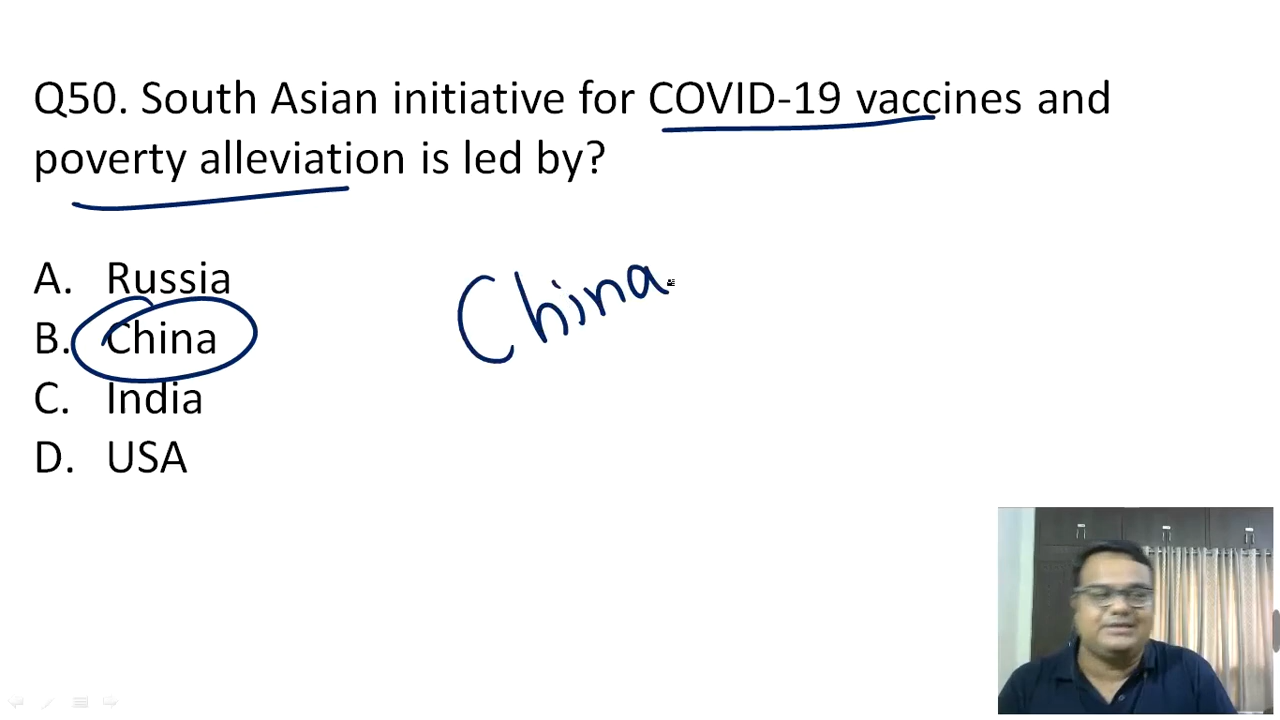 Q50. South Asian initiative for COVID-19 vaccines and
poverty alleviation is led by?
A. Russia
B. China
C. India
D. USA
China